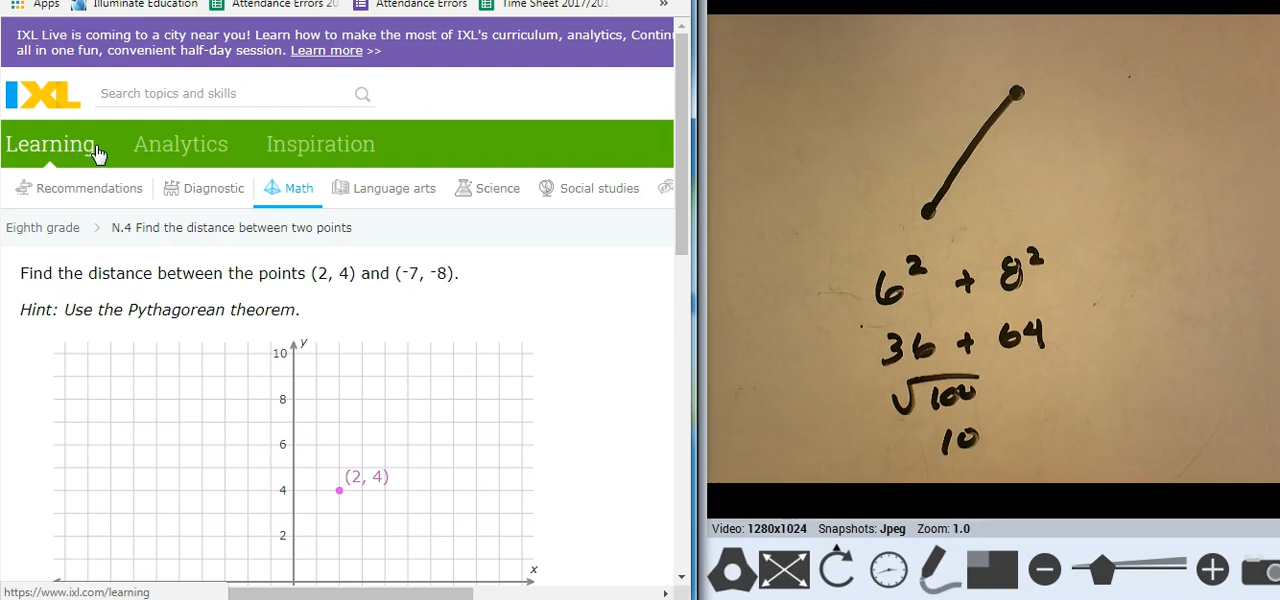 Apps Illuminate Education Attendance Errors 20 Attendance Errors Time Sheet 2017/201 »
IXL Live is coming to a city near you! Learn how to make the most of IXL's curriculum, analytics, Contin
all in one fun, convenient half-day session. Learn more >>
IXL Search topics and skills
Learning Analytics Inspiration
Recommendations Diagnostic Math Language arts Science Social studies
Eighth grade > N.4 Find the distance between two points
Find the distance between the points (2, 4) and (-7, -8).
Hint: Use the Pythagorean theorem.
y
10
8
6
(2, 4)
4
2
x
https://www.ixl.com/learning
6² + 8²
36 + 64
√100
10
Video: 1280x1024 Snapshots: Jpeg Zoom: 1.0